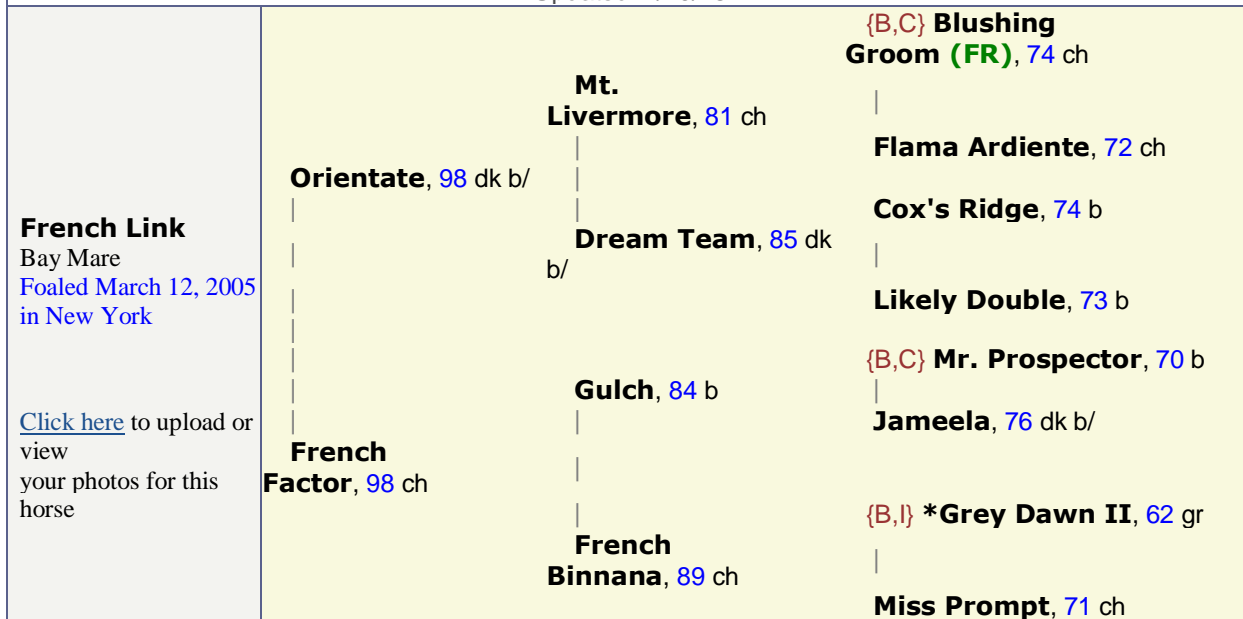 French Link
Bay Mare
Foaled March 12, 2005
in New York
Click here to upload or
view
your photos for this
horse
Orientate, 98 dk b/
French
Factor, 98 ch
Mt.
Livermore, 81 ch
Dream Team, 85 dk
b/
Gulch, 84 b
French
Binnana, 89 ch
{B,C} Blushing
Groom (FR), 74 ch
Flama Ardiente, 72 ch
Cox's Ridge, 74 b
Likely Double, 73 b
{B,C} Mr. Prospector, 70 b
Jameela, 76 dk b/
{B,I} *Grey Dawn II, 62 gr
Miss Prompt, 71 ch